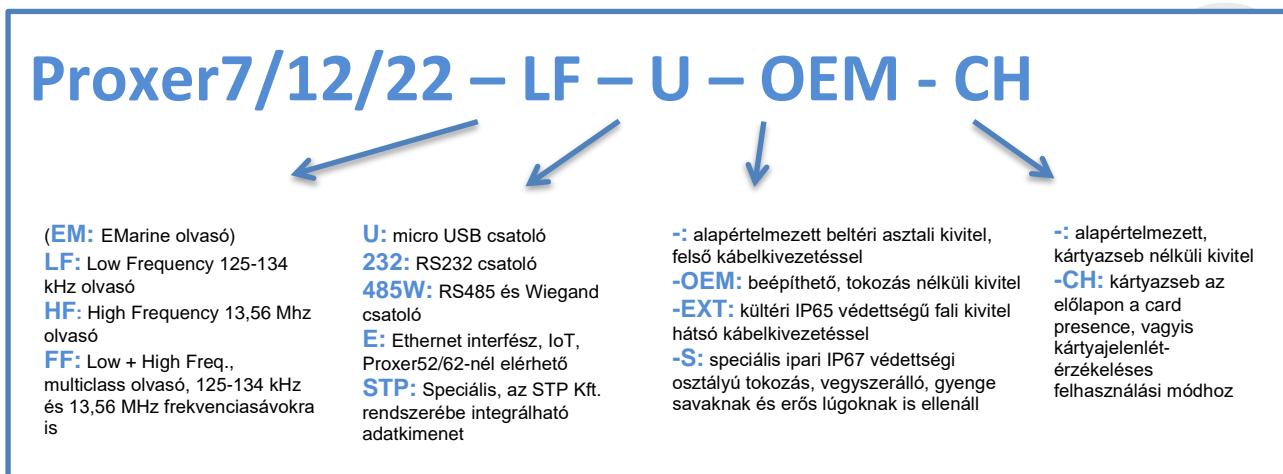 Proxer7/12/22 – LF – U – OEM - CH
(EM: EMarine olvasó)
LF: Low Frequency 125-134
kHz olvasó
HF: High Frequency 13,56 Mhz
olvasó
FF: Low + High Freq.,
multiclass olvasó, 125-134 kHz
és 13,56 MHz frekvenciasávokra
is
U: micro USB csatoló
232: RS232 csatoló
485W: RS485 és Wiegand
csatoló
E: Ethernet interfész, IoT,
Proxer52/62-nél elérhető
STP: Speciális, az STP Kft.
rendszerébe integrálható
adatkimenet
-: alapértelmezett beltéri asztali kivitel,
felső kábelkivezetéssel
-OEM: beépíthető, tokozás nélküli kivitel
-EXT: kültéri IP65 védettségű fali kivitel
hátsó kábelkivezetéssel
-S: speciális ipari IP67 védettségi
osztályú tokozás, vegyszerálló, gyenge
savaknak és erős lúgoknak is ellenáll
-: alapértelmezett,
kártyazseb nélküli kivitel
-CH: kártyazseb az
előlapon a card
presence, vagyis
kártyajelenlét-
érzékeléses
felhasználási módhoz